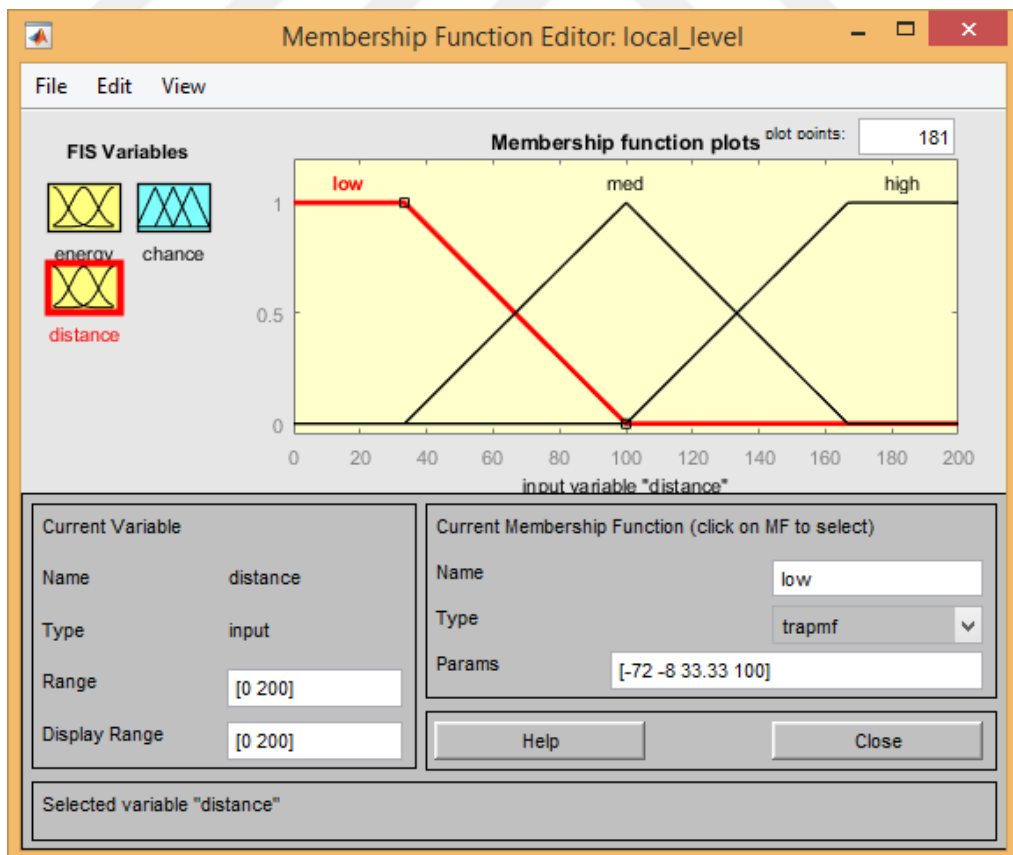 Membership Function Editor: local_level
File Edit View
FIS Variables
energy chance
distance
Membership function plots plot points: 181
low med high
1
0.5
0
0 20 40 60 80 100 120 140 160 180 200
input variable "distance"
Current Variable
Name distance
Type input
Range [0 200]
Display Range [0 200]
Current Membership Function (click on MF to select)
Name low
Type trapmf
Params [-72 -8 33.33 100]
Help Close
Selected variable "distance"